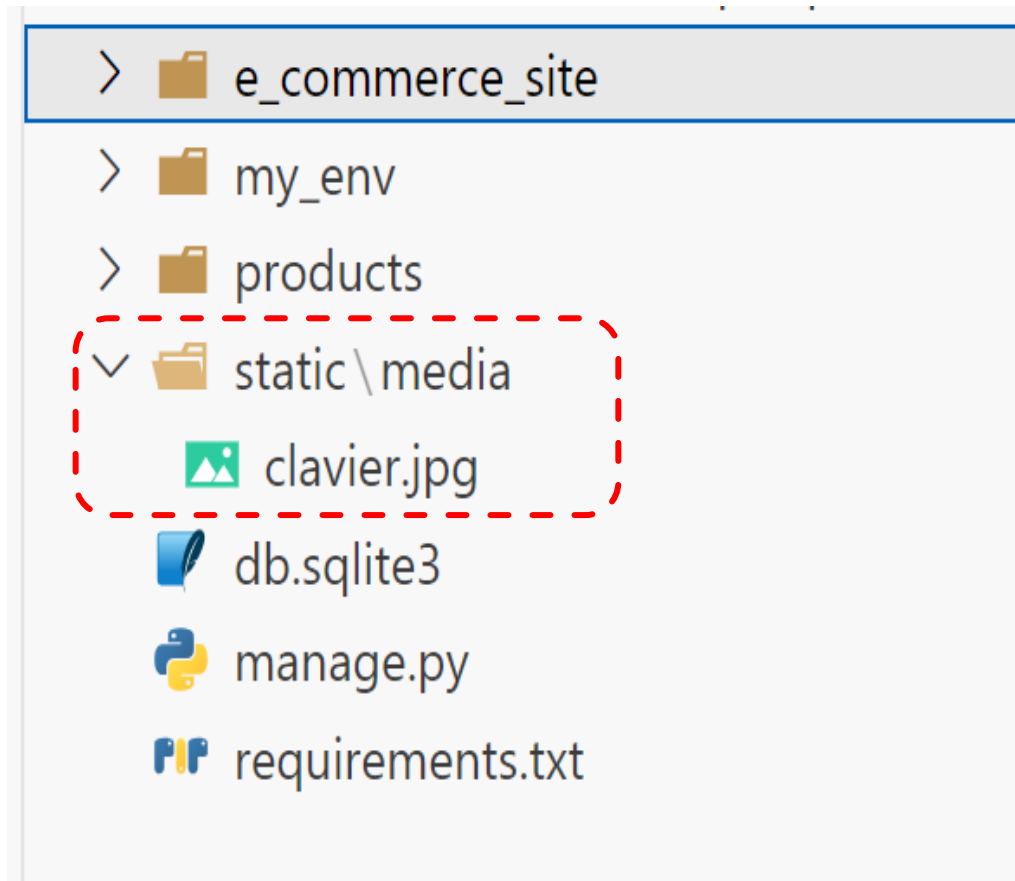 e_commerce_site
my_env
products
static\media
clavier.jpg
db.sqlite3
manage.py
requirements.txt